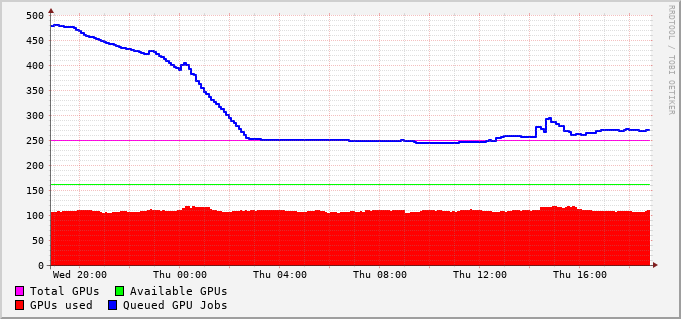 500
450
400
350
300
250
200
150
100
50
0
Wed 20:00 Thu 00:00 Thu 04:00 Thu 08:00 Thu 12:00 Thu 16:00
Total GPUs Available GPUs
GPUs used Queued GPU Jobs
RRDTOOL / TOBI OETIKER